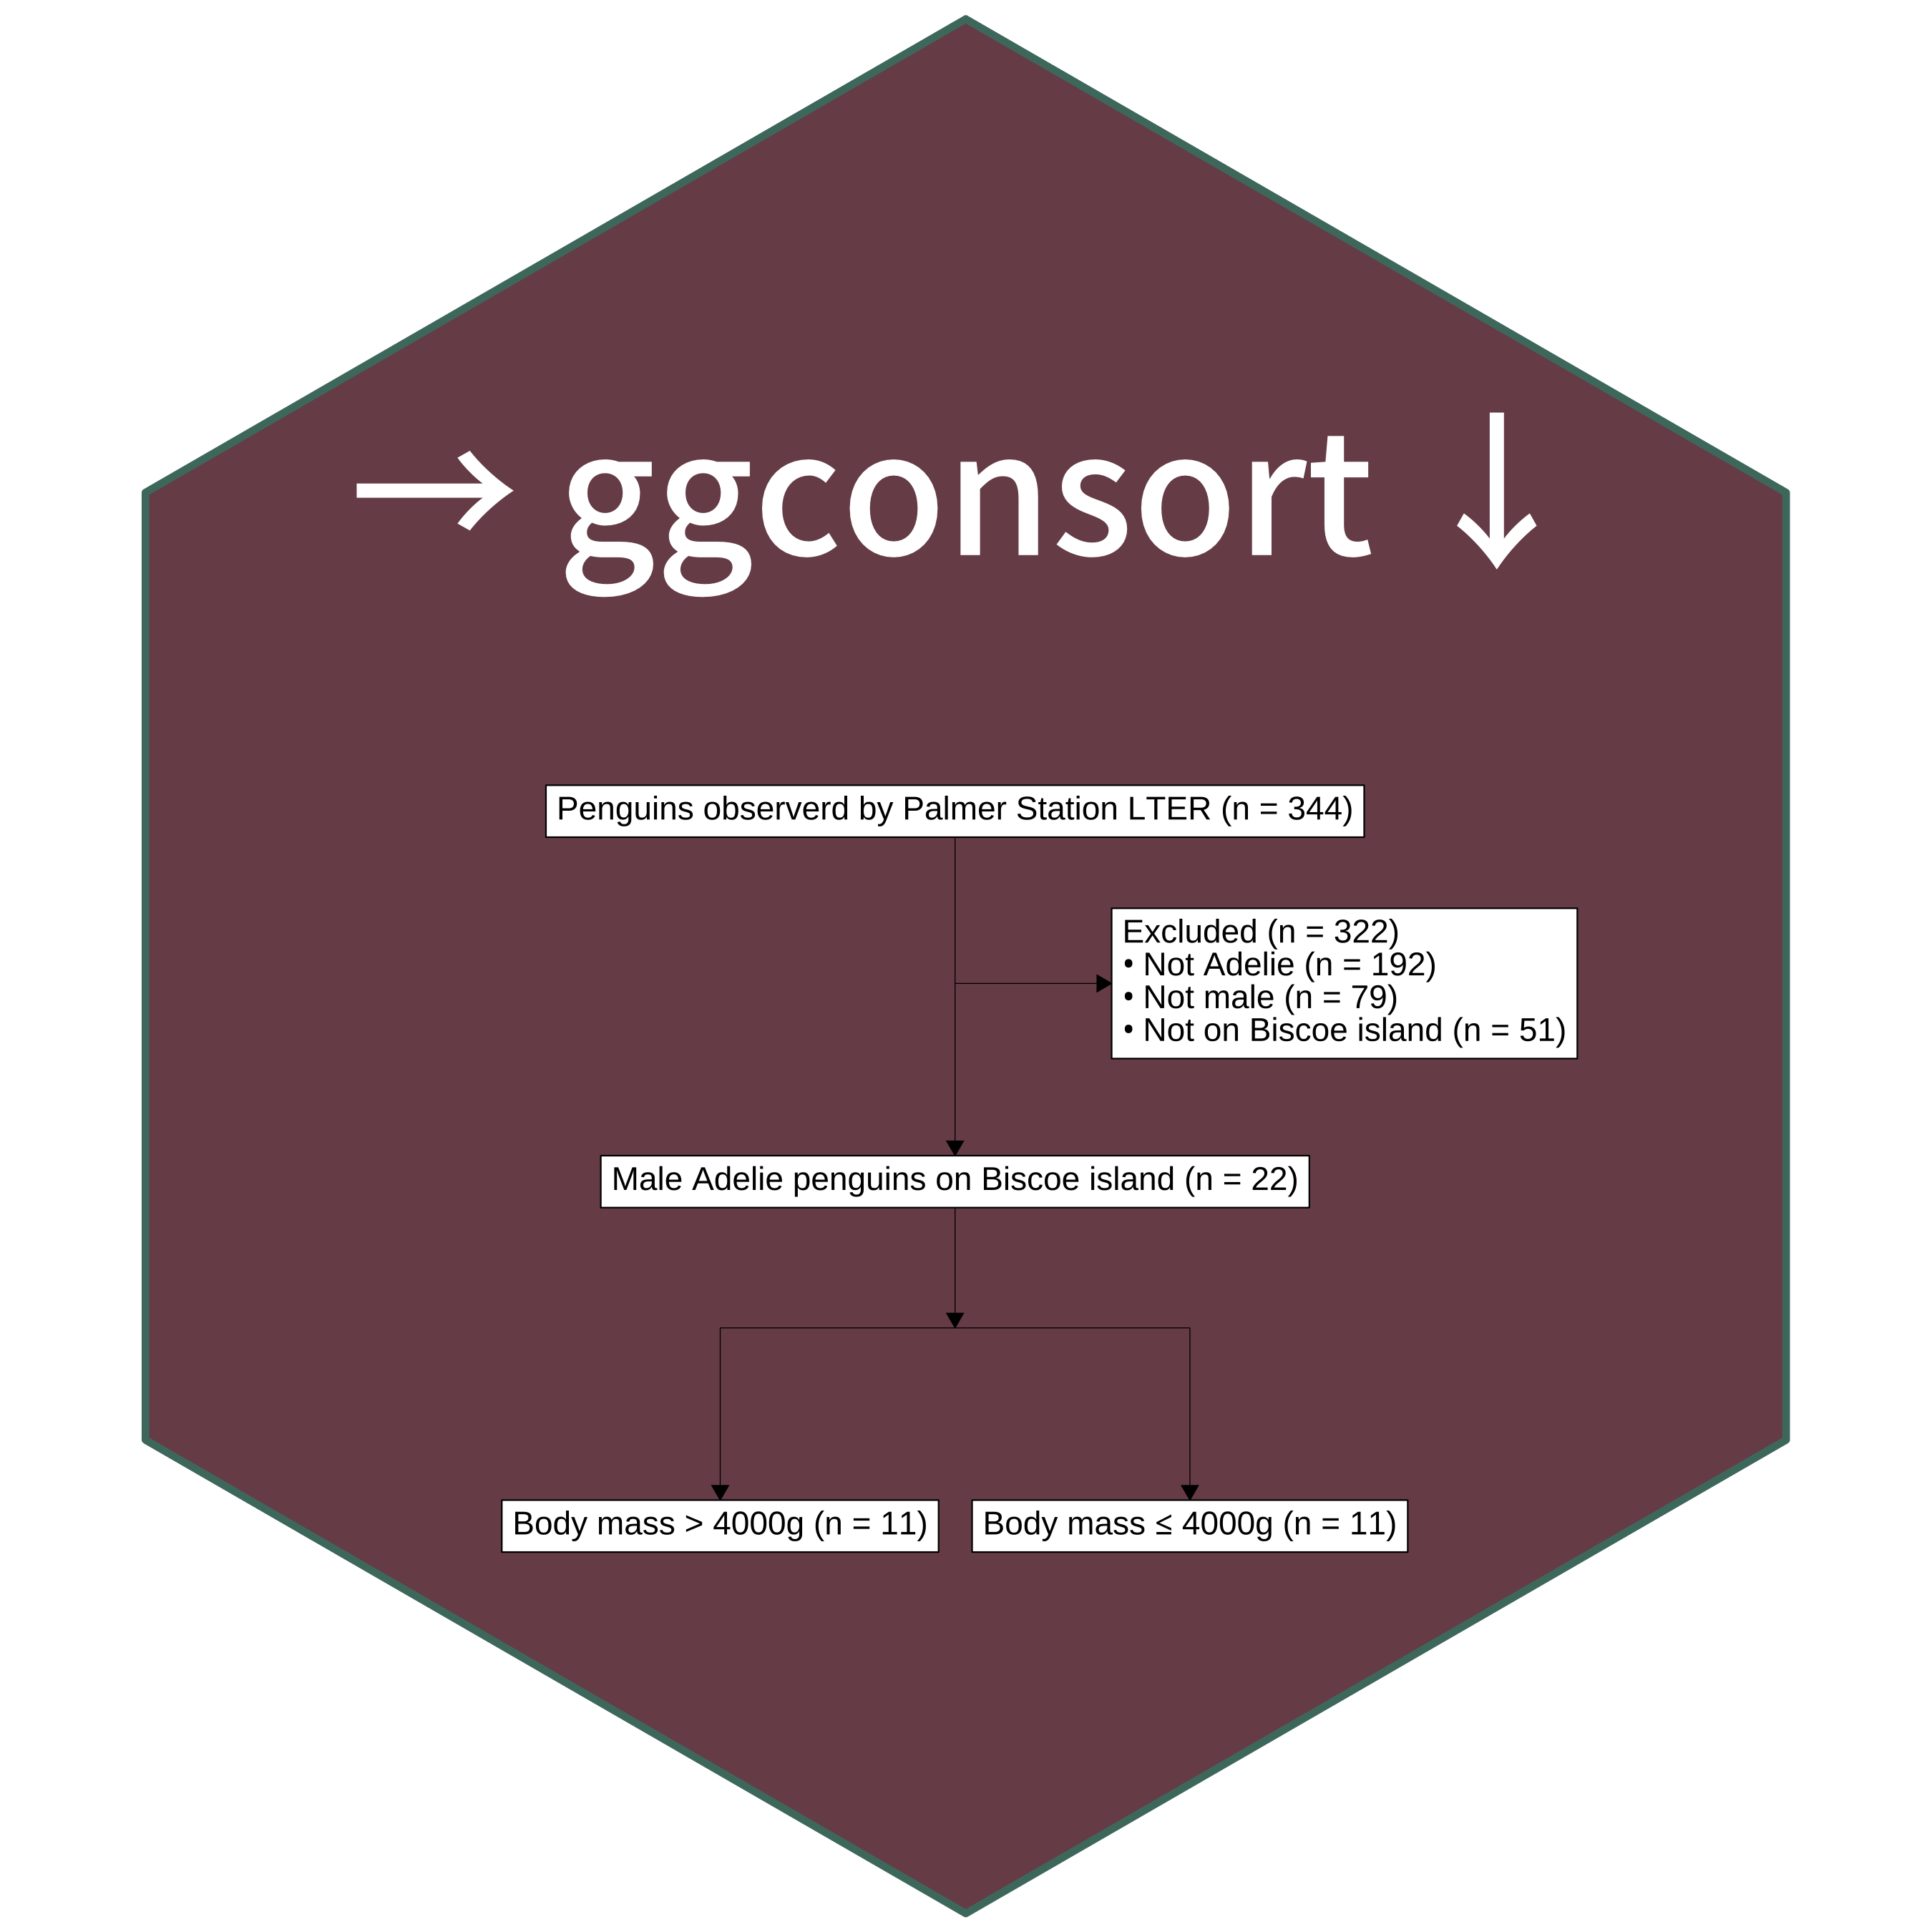 → ggconsort ↓
Penguins observerd by Palmer Station LTER (n = 344)
Excluded (n = 322)
• Not Adelie (n = 192)
• Not male (n = 79)
• Not on Biscoe island (n = 51)
Male Adelie penguins on Biscoe island (n = 22)
Body mass > 4000g (n = 11)
Body mass ≤ 4000g (n = 11)